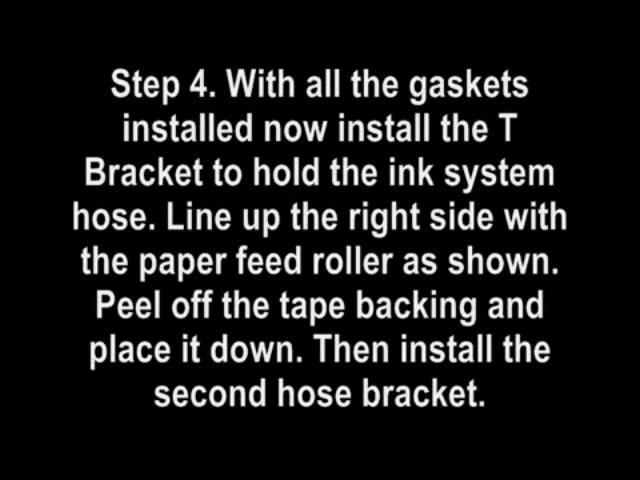 Step 4. With all the gaskets
installed now install the T
Bracket to hold the ink system
hose. Line up the right side with
the paper feed roller as shown.
Peel off the tape backing and
place it down. Then install the
second hose bracket.